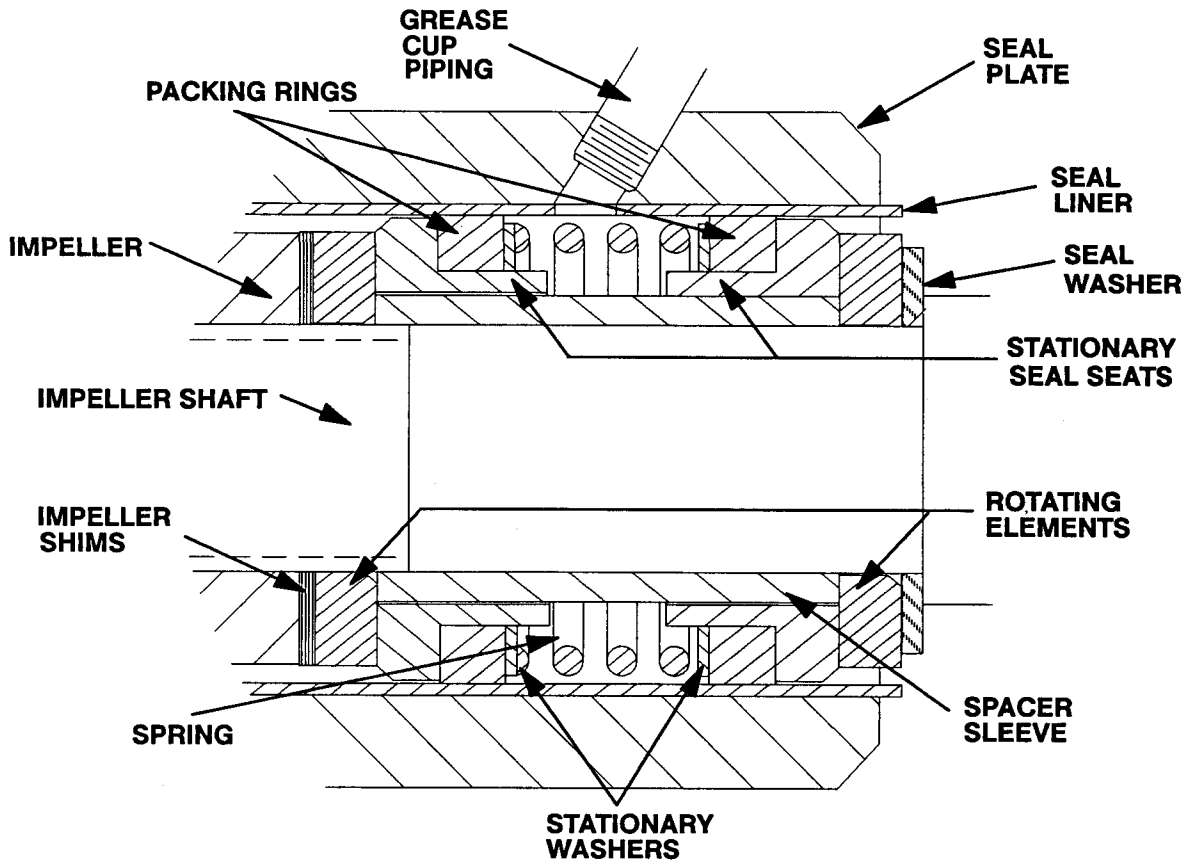 GREASE
CUP
PIPING
SEAL
PLATE
PACKING RINGS
SEAL
LINER
IMPELLER
SEAL
WASHER
STATIONARY
SEAL SEATS
IMPELLER SHAFT
ROTATING
ELEMENTS
IMPELLER
SHIMS
SPACER
SLEEVE
SPRING
STATIONARY
WASHERS